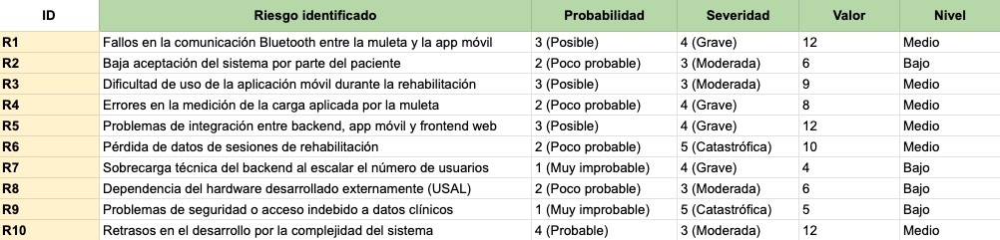 ID Riesgo identificado Probabilidad Severidad Valor Nivel
R1 Fallos en la comunicación Bluetooth entre la muleta y la app móvil 3 (Posible) 4 (Grave) 12 Medio
R2 Baja aceptación del sistema por parte del paciente 2 (Poco probable) 3 (Moderada) 6 Bajo
R3 Dificultad de uso de la aplicación móvil durante la rehabilitación 3 (Posible) 3 (Moderada) 9 Medio
R4 Errores en la medición de la carga aplicada por la muleta 2 (Poco probable) 4 (Grave) 8 Medio
R5 Problemas de integración entre backend, app móvil y frontend web 3 (Posible) 4 (Grave) 12 Medio
R6 Pérdida de datos de sesiones de rehabilitación 2 (Poco probable) 5 (Catastrófica) 10 Medio
R7 Sobrecarga técnica del backend al escalar el número de usuarios 1 (Muy improbable) 4 (Grave) 4 Bajo
R8 Dependencia del hardware desarrollado externamente (USAL) 2 (Poco probable) 3 (Moderada) 6 Bajo
R9 Problemas de seguridad o acceso indebido a datos clínicos 1 (Muy improbable) 5 (Catastrófica) 5 Bajo
R10 Retrasos en el desarrollo por la complejidad del sistema 4 (Probable) 3 (Moderada) 12 Medio